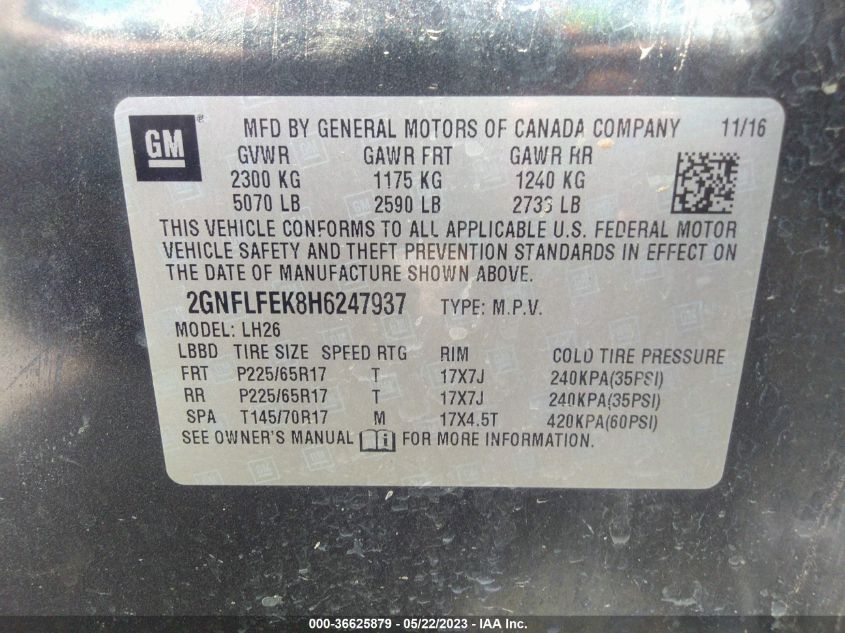 GM® MFD BY GENERAL MOTORS OF CANADA COMPANY 11/16
GVWR GAWR FRT GAWR RR
2300 KG 1175 KG 1240 KG
5070 LB 2590 LB 2733 LB
THIS VEHICLE CONFORMS TO ALL APPLICABLE U.S. FEDERAL MOTOR
VEHICLE SAFETY AND THEFT PREVENTION STANDARDS IN EFFECT ON
THE DATE OF MANUFACTURE SHOWN ABOVE.
2GNFLFEK8H6247937 TYPE: M.P.V.
MODEL: LH26
LBBD TIRE SIZE SPEED RTG RIM COLD TIRE PRESSURE
FRT P225/65R17 T 17X7J 240KPA(35PSI)
RR P225/65R17 T 17X7J 240KPA(35PSI)
SPA T145/70R17 M 17X4.5T 420KPA(60PSI)
SEE OWNER'S MANUAL i FOR MORE INFORMATION.
000-36625879 - 05/22/2023 - IAA Inc.